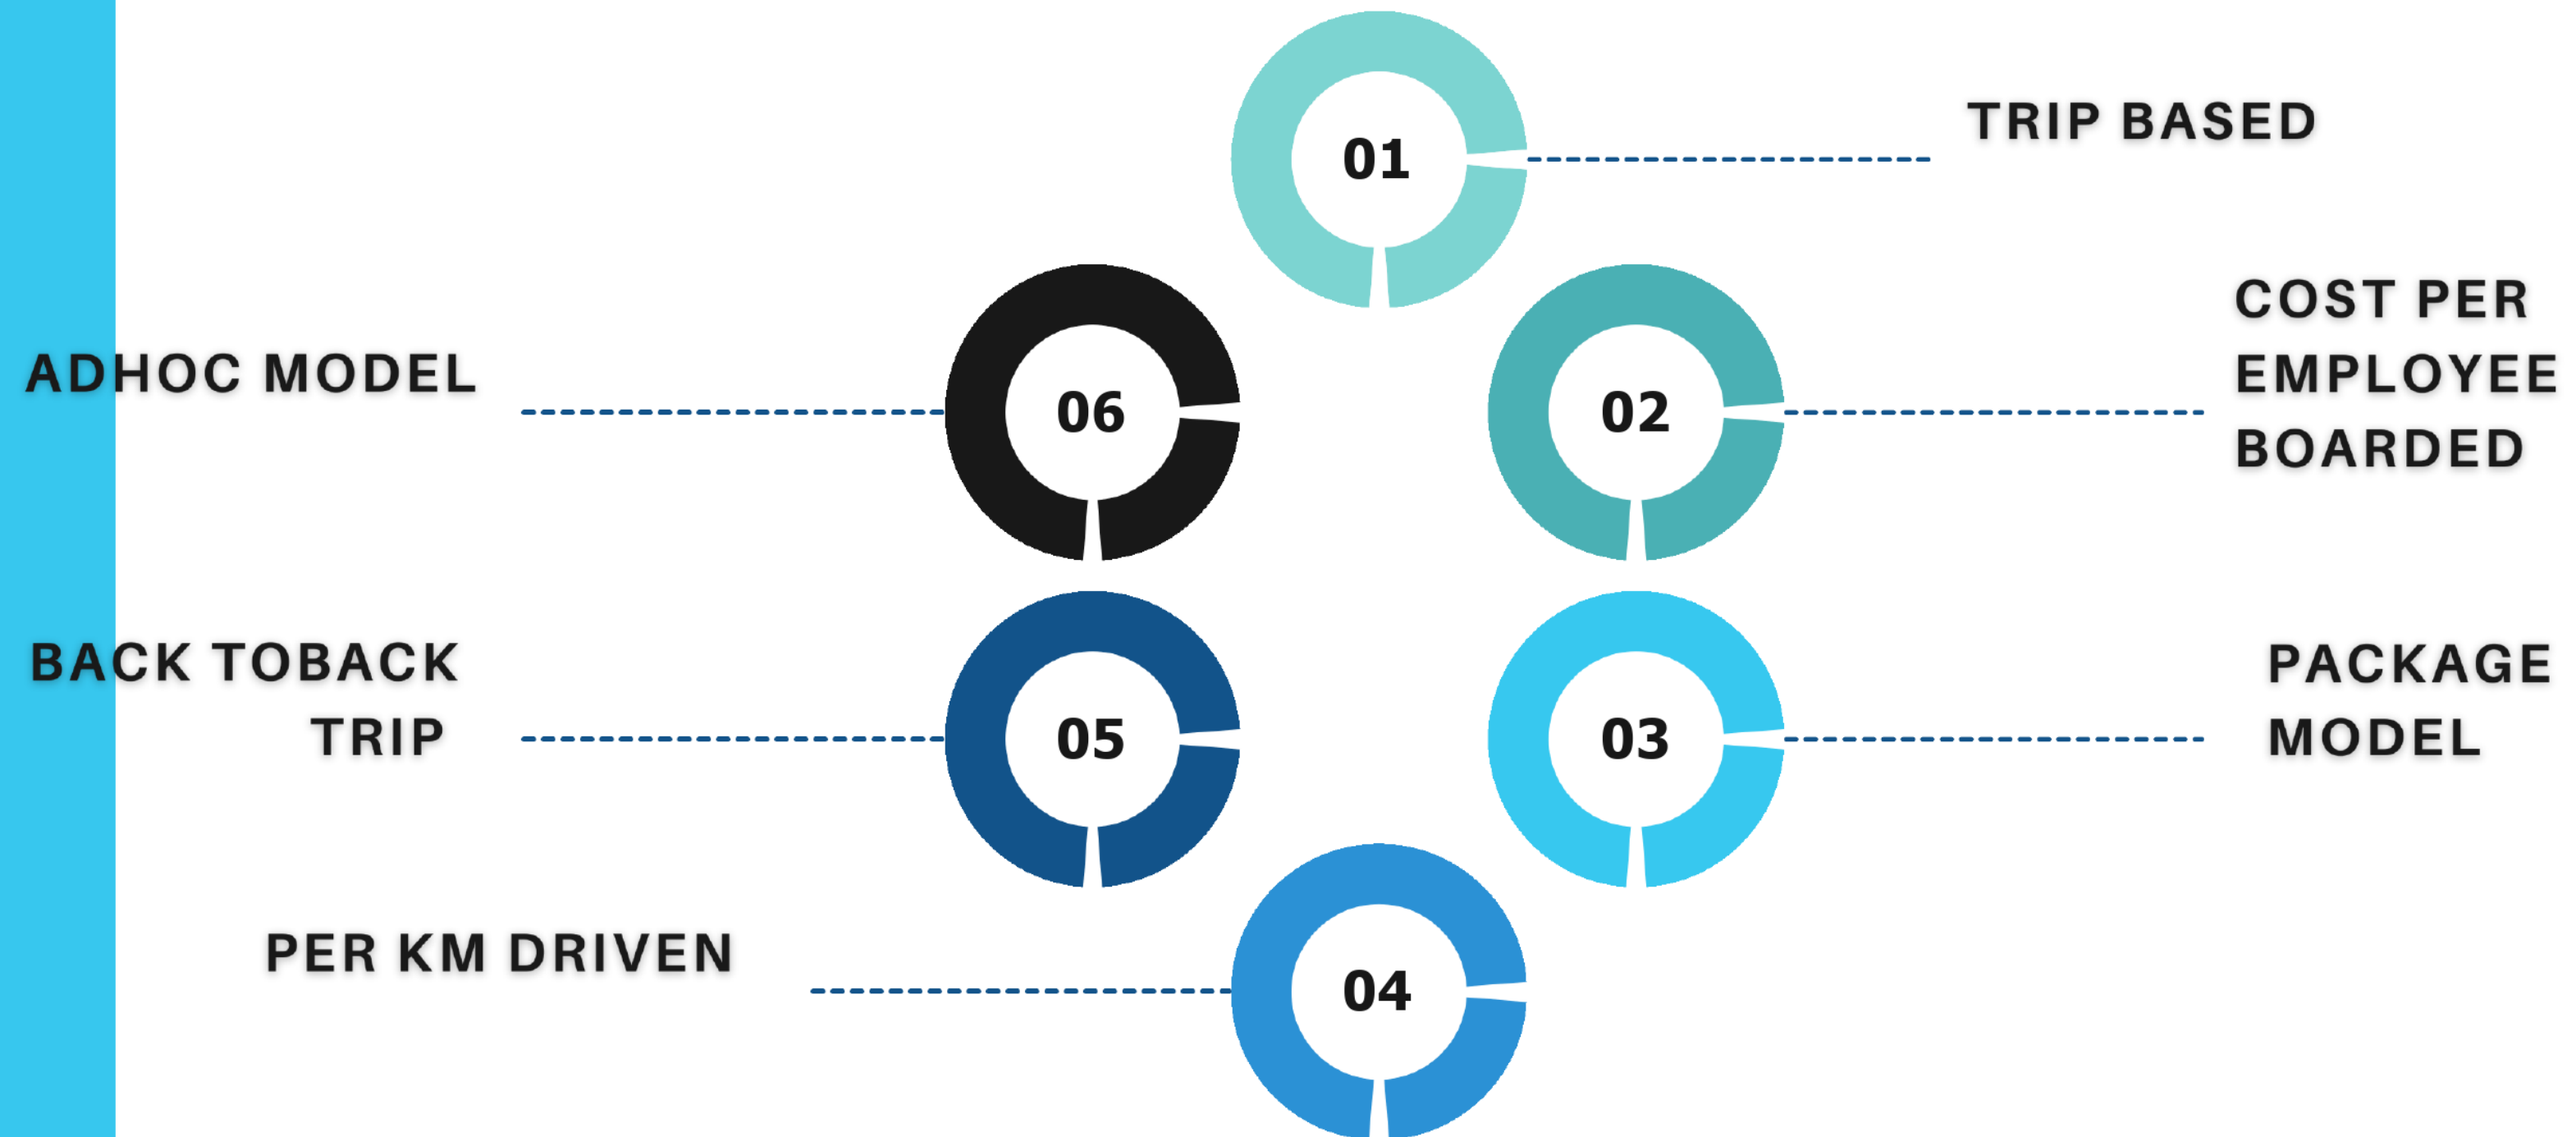 01
TRIP BASED
02
COST PER
EMPLOYEE
BOARDED
03
PACKAGE
MODEL
04
PER KM DRIVEN
05
BACK TOBACK
TRIP
06
ADHOC MODEL